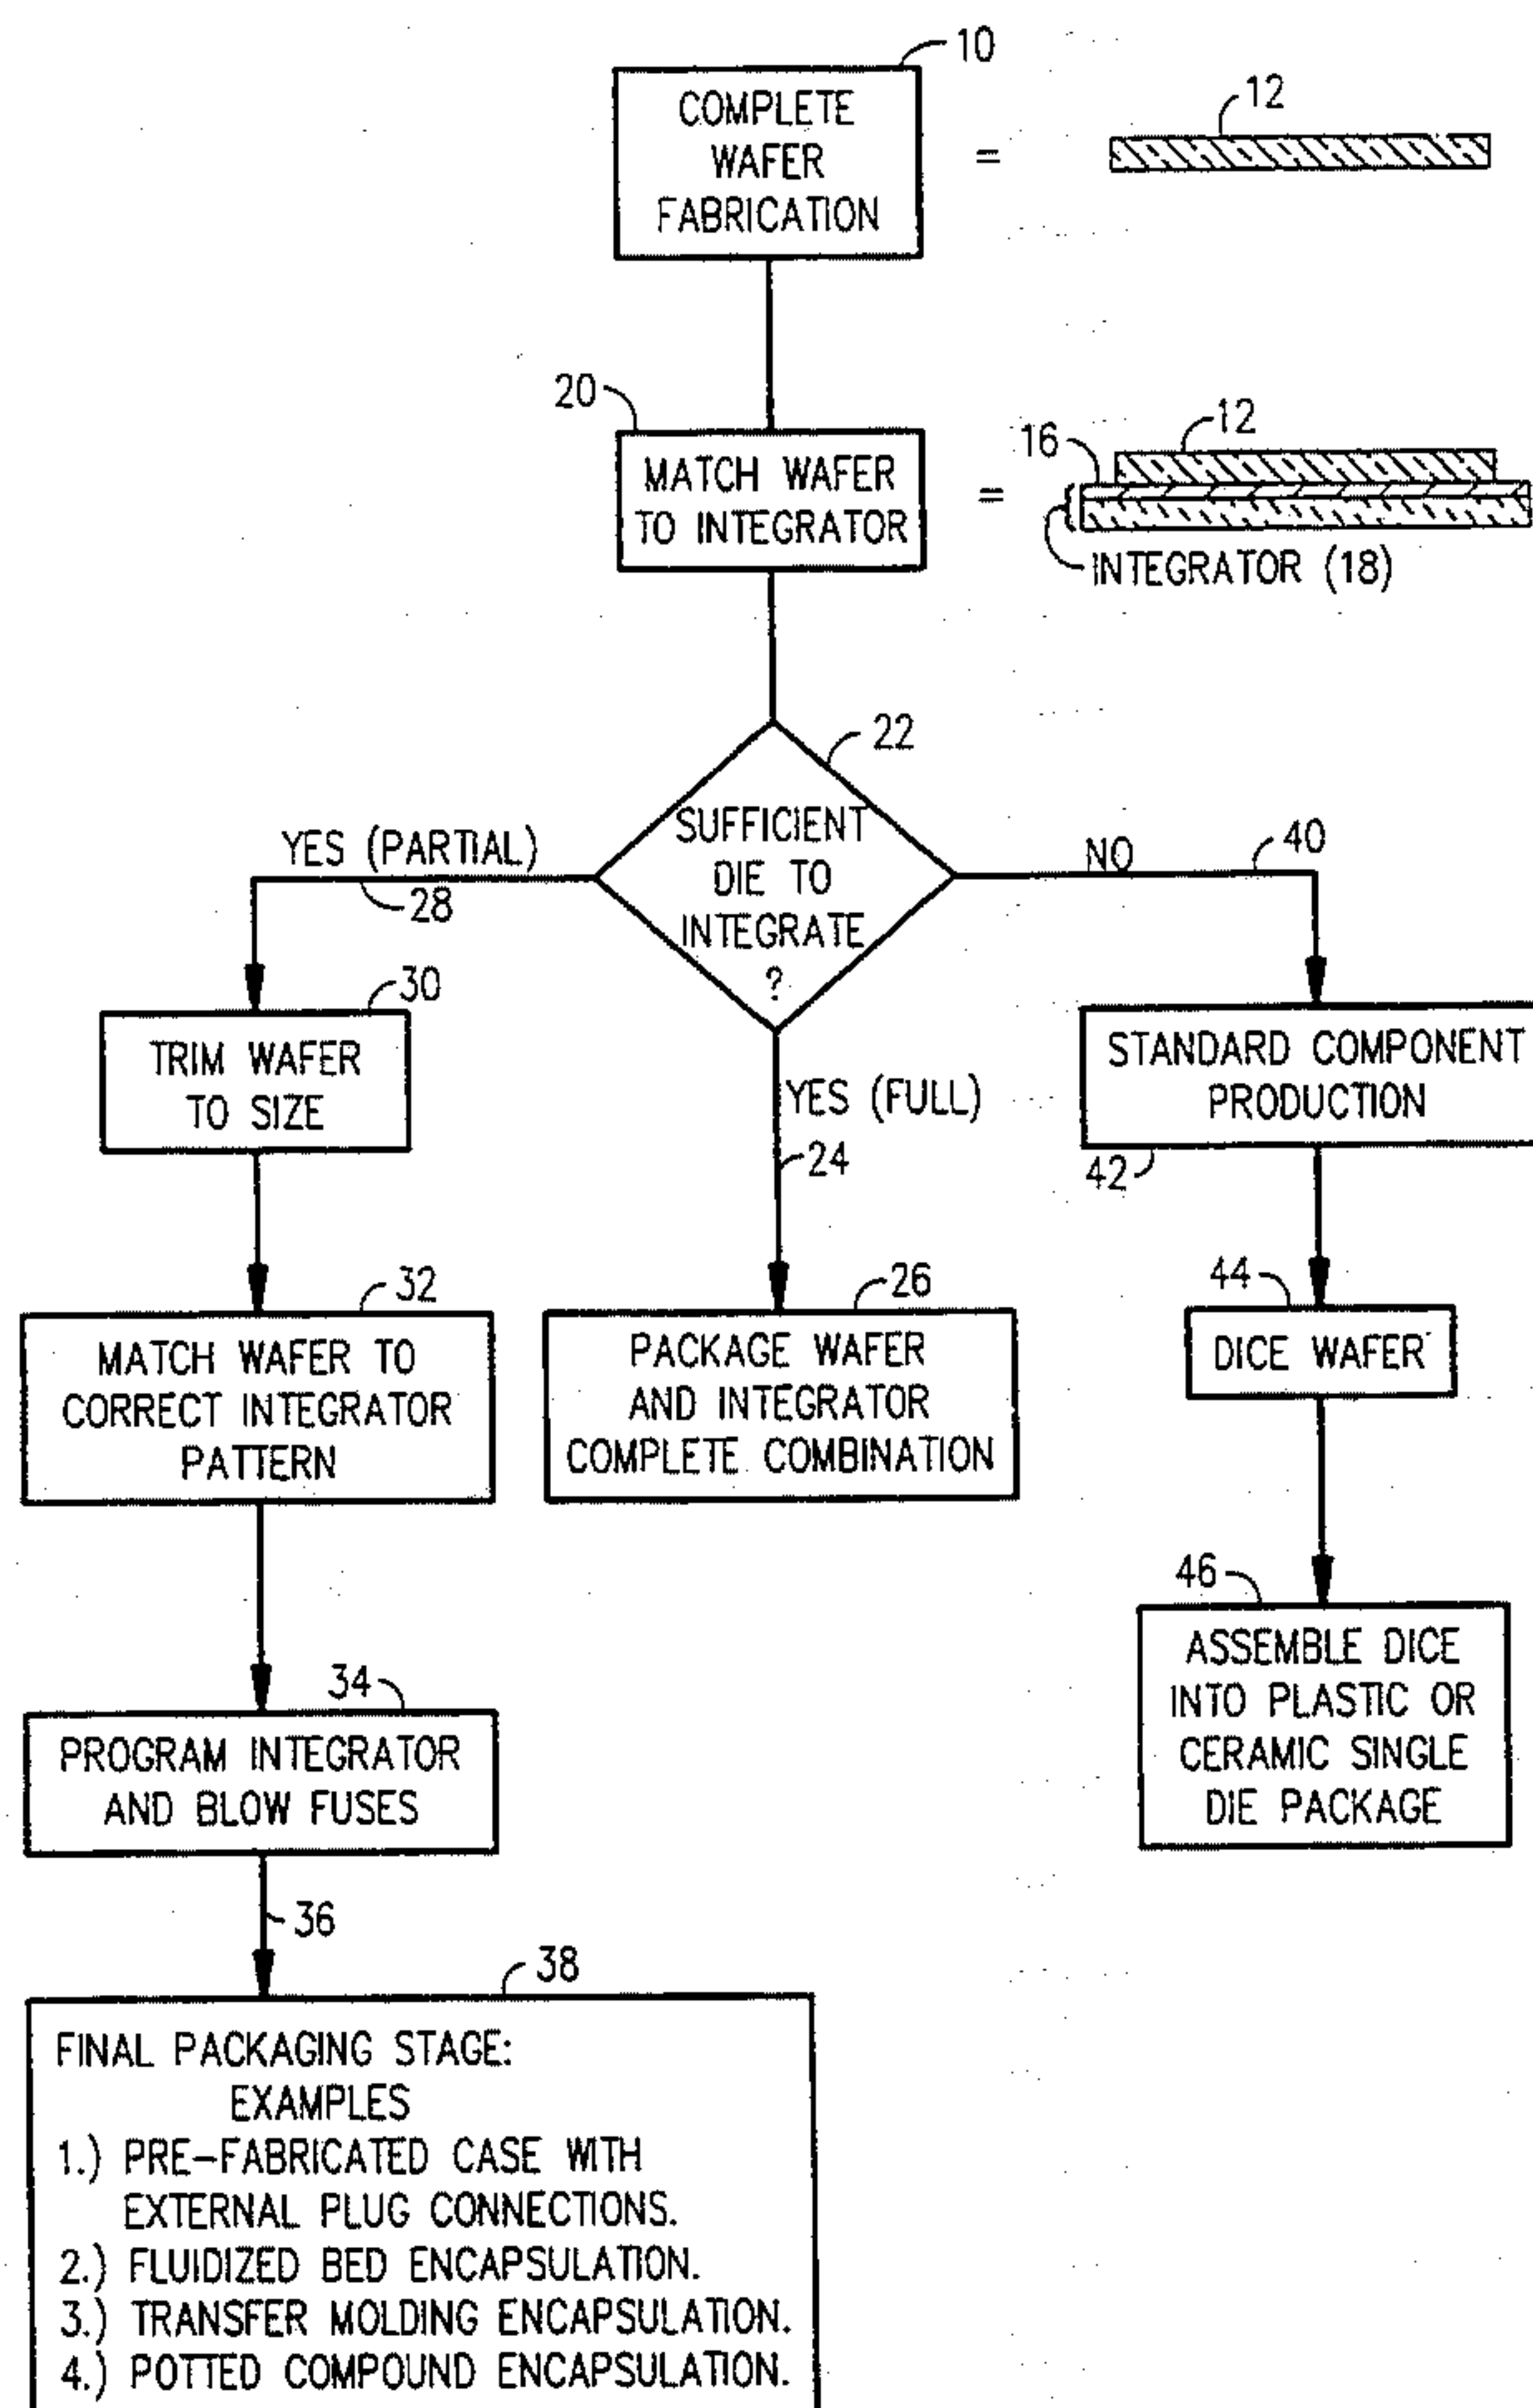 10
COMPLETE
WAFER
FABRICATION
=
12
20
MATCH WAFER
TO INTEGRATOR
=
16
12
INTEGRATOR (18)
22
SUFFICIENT
DIE TO
INTEGRATE
?
YES (PARTIAL)
28
NO
40
30
TRIM WAFER
TO SIZE
YES (FULL)
24
STANDARD COMPONENT
PRODUCTION
42
32
MATCH WAFER TO
CORRECT INTEGRATOR
PATTERN
26
PACKAGE WAFER
AND INTEGRATOR
COMPLETE COMBINATION
44
DICE WAFER
34
PROGRAM INTEGRATOR
AND BLOW FUSES
46
ASSEMBLE DICE
INTO PLASTIC OR
CERAMIC SINGLE
DIE PACKAGE
36
38
FINAL PACKAGING STAGE:
EXAMPLES
1.) PRE-FABRICATED CASE WITH
EXTERNAL PLUG CONNECTIONS.
2.) FLUIDIZED BED ENCAPSULATION.
3.) TRANSFER MOLDING ENCAPSULATION.
4.) POTTED COMPOUND ENCAPSULATION.